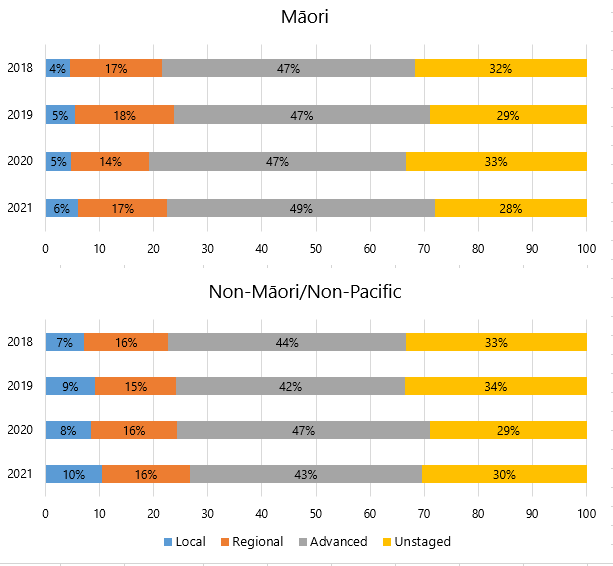 Māori
2018 4% 17% 47% 32%
2019 5% 18% 47% 29%
2020 5% 14% 47% 33%
2021 6% 17% 49% 28%
0 10 20 30 40 50 60 70 80 90 100
Non-Māori/Non-Pacific
2018 7% 16% 44% 33%
2019 9% 15% 42% 34%
2020 8% 16% 47% 29%
2021 10% 16% 43% 30%
0 10 20 30 40 50 60 70 80 90 100
Local Regional Advanced Unstaged